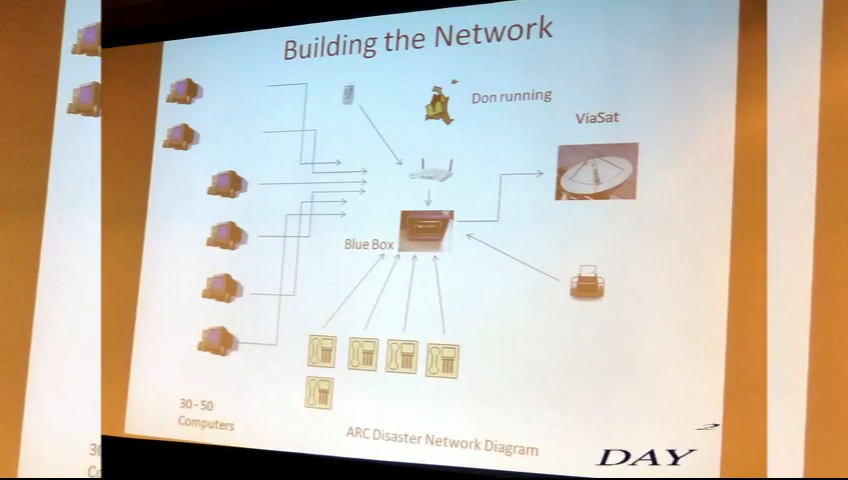 Building the Network
Don running
ViaSat
Blue Box
30 - 50
Computers
ARC Disaster Network Diagram
DAY